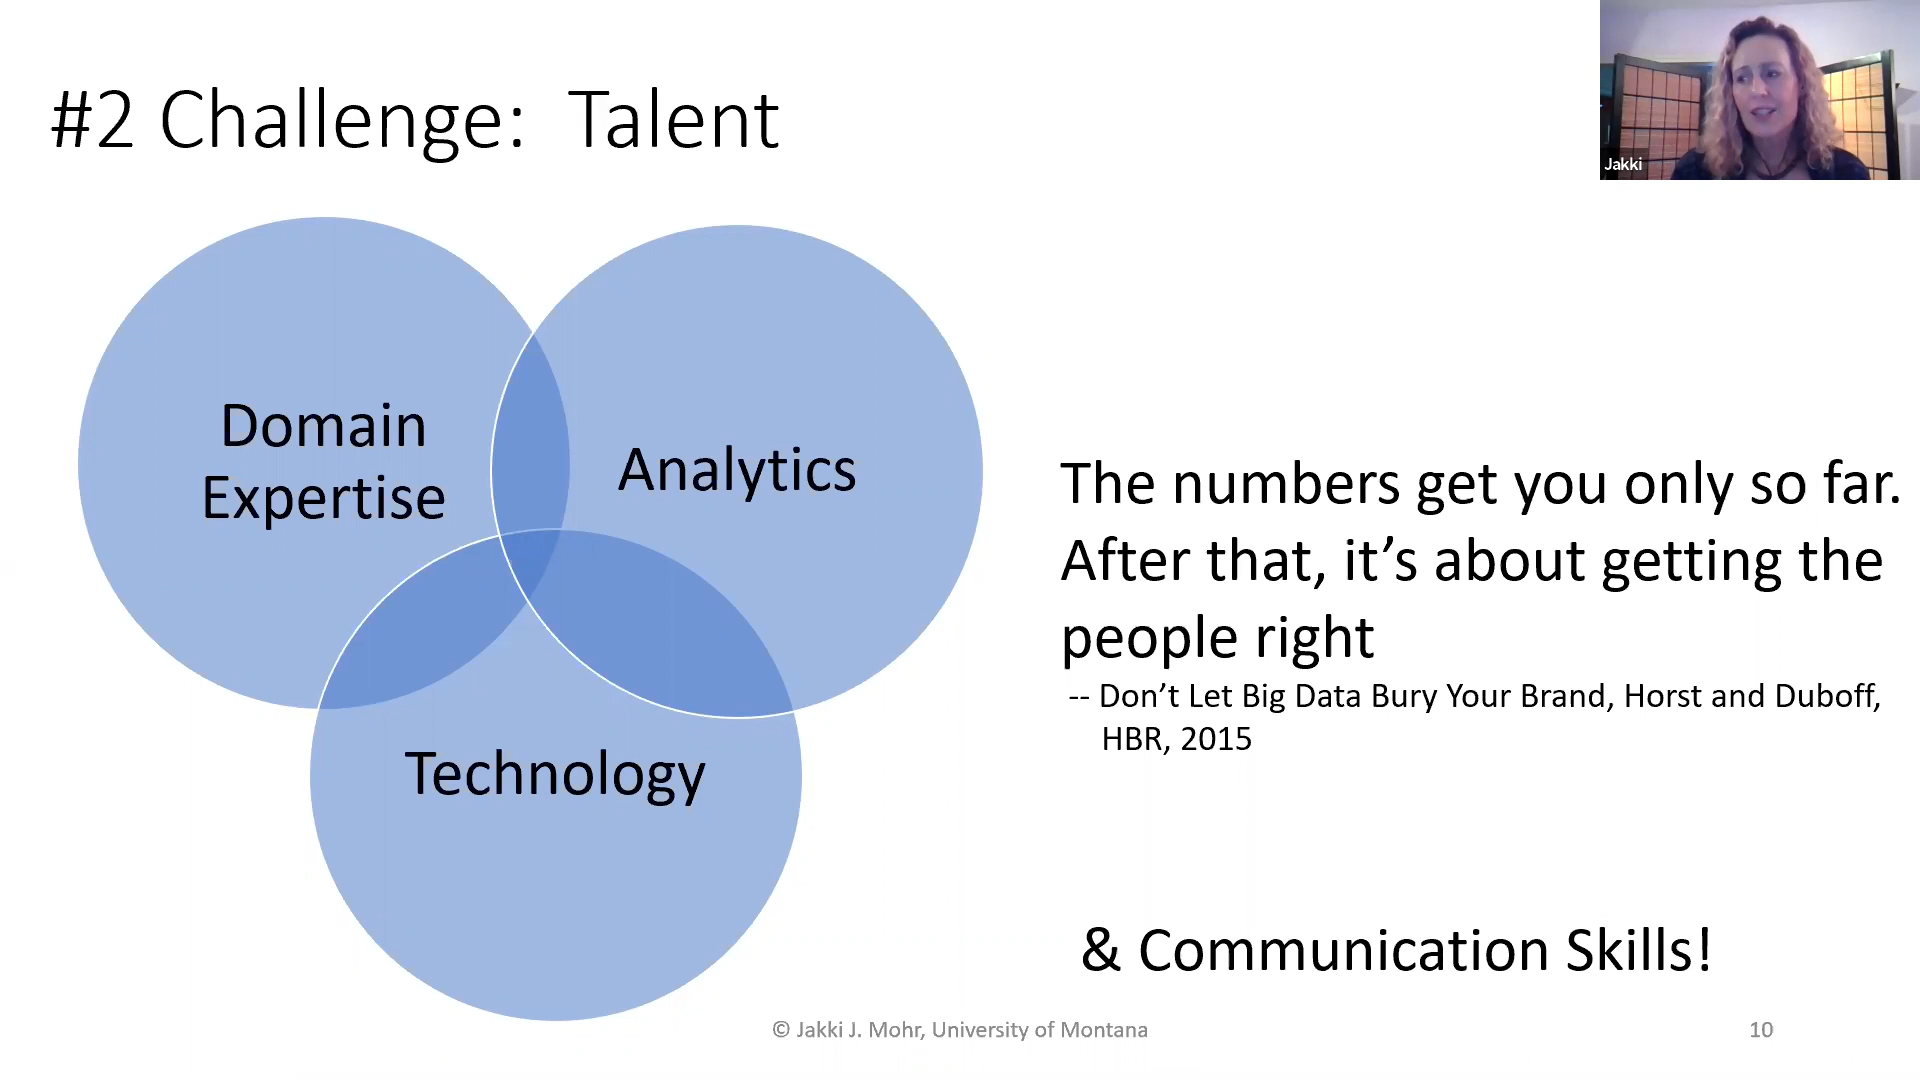 #2 Challenge: Talent
Jakki
Domain
Expertise
Analytics
Technology
The numbers get you only so far.
After that, it’s about getting the
people right
-- Don’t Let Big Data Bury Your Brand, Horst and Duboff,
HBR, 2015
& Communication Skills!
© Jakki J. Mohr, University of Montana
10